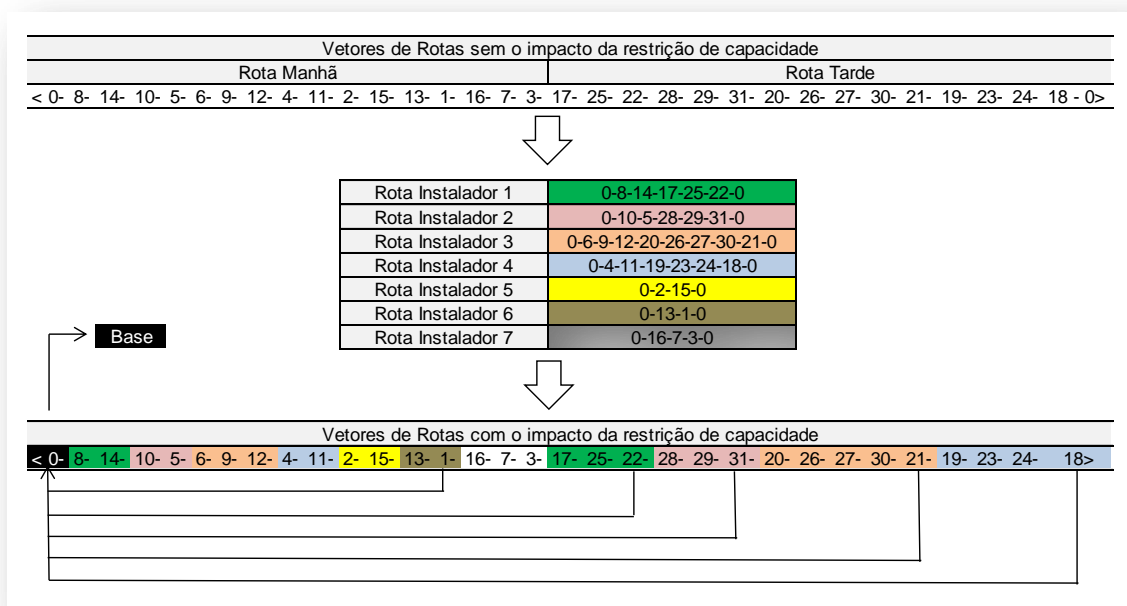 Vetores de Rotas sem o impacto da restrição de capacidade
Rota Manhã Rota Tarde
< 0- 8- 14- 10- 5- 6- 9- 12- 4- 11- 2- 15- 13- 1- 16- 7- 3- 17- 25- 22- 28- 29- 31- 20- 26- 27- 30- 21- 19- 23- 24- 18 - 0>
Rota Instalador 1 0-8-14-17-25-22-0
Rota Instalador 2 0-10-5-28-29-31-0
Rota Instalador 3 0-6-9-12-20-26-27-30-21-0
Rota Instalador 4 0-4-11-19-23-24-18-0
Rota Instalador 5 0-2-15-0
Rota Instalador 6 0-13-1-0
Rota Instalador 7 0-16-7-3-0
Base
Vetores de Rotas com o impacto da restrição de capacidade
< 0- 8- 14- 10- 5- 6- 9- 12- 4- 11- 2- 15- 13- 1- 16- 7- 3- 17- 25- 22- 28- 29- 31- 20- 26- 27- 30- 21- 19- 23- 24- 18>